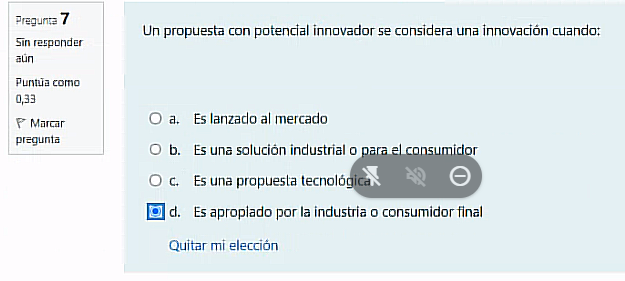 Pregunta 7
Sin responder
aún
Puntúa como
0,33
Marcar
pregunta
Un propuesta con potencial innovador se considera una innovación cuando:
a. Es lanzado al mercado
b. Es una solución industrial o para el consumidor
c. Es una propuesta tecnológica
d. Es apropiado por la industria o consumidor final
Quitar mi elección